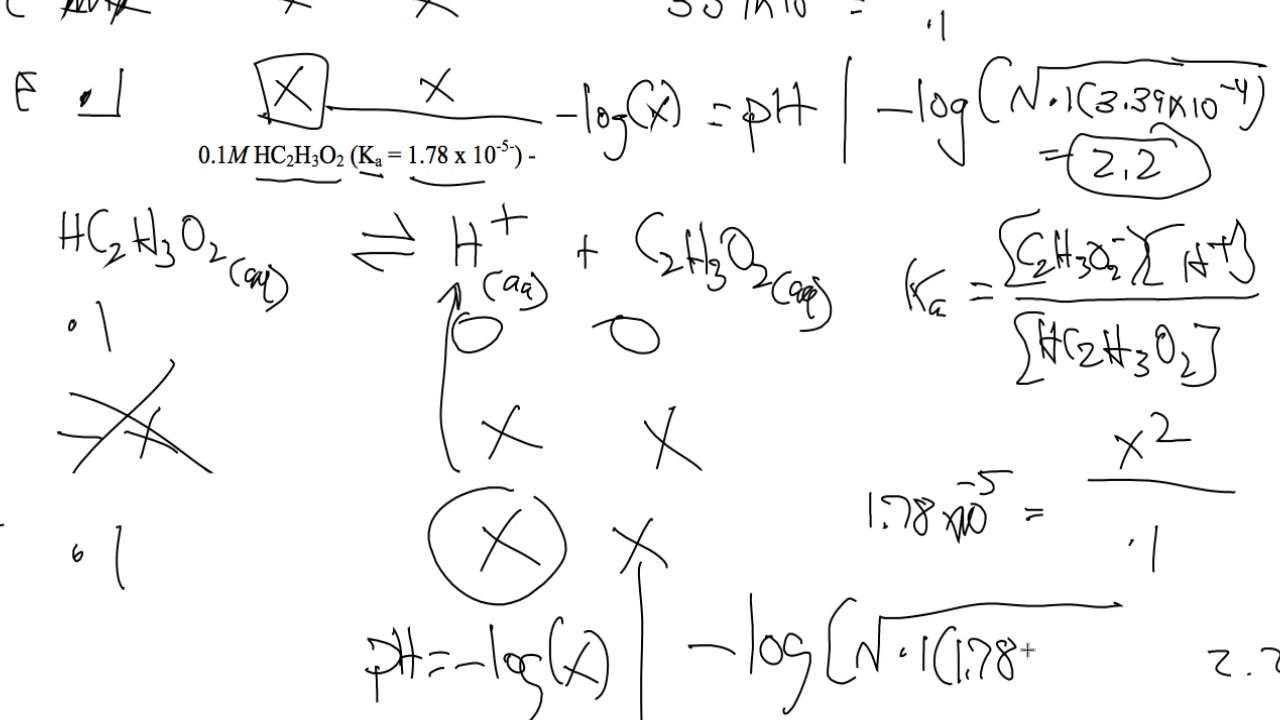 .1
E .1 X x -log(x) = pH | -log(√.1(3.39x10^-4)
0.1M HC2H3O2 (Ka = 1.78 x 10^-5-) -
= 2.2
HC2H3O2(aq) ⇌ H+(aq) + C2H3O2(aq) Ka = [C2H3O2-][H+] / [HC2H3O2]
.1 0 0
-x X X
1.78x10^-5 = x^2 / .1
.1 X X
pH = -log(x) | -log(√.1(1.78